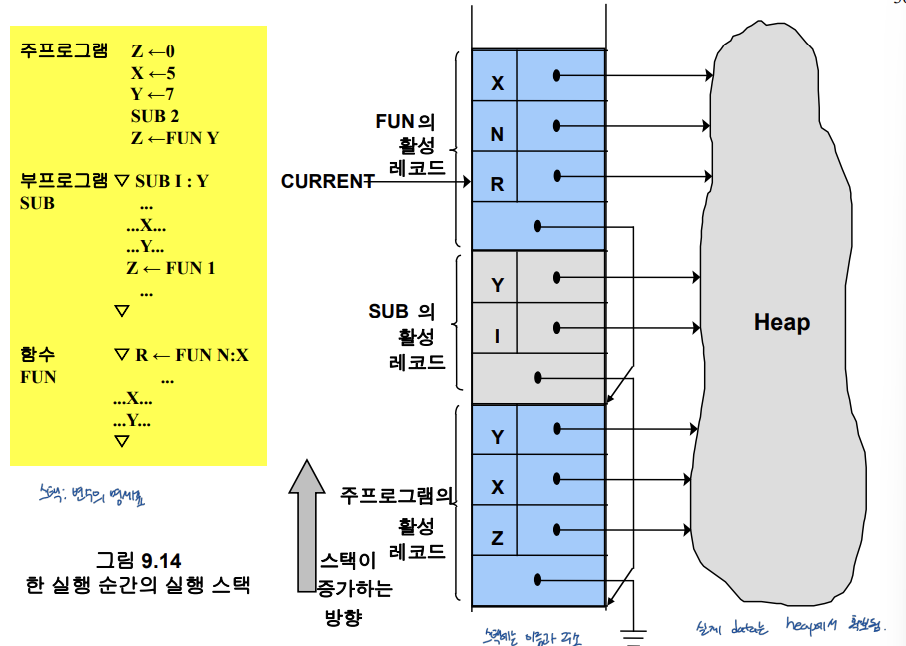 주프로그램 Z ←0
X ←5
Y ←7
SUB 2
Z ←FUN Y
부프로그램 ▽ SUB I : Y
SUB ...
...X...
...Y...
Z ← FUN 1
...
▽
함수 ▽ R ← FUN N:X
FUN ...
...X...
...Y...
▽
스택: 변수의 명세표
그림 9.14
한 실행 순간의 실행 스택
FUN의
활성
레코드
CURRENT
X
N
R
SUB 의
활성
레코드
Y
I
주프로그램의
활성
레코드
Y
X
Z
스택이
증가하는
방향
Heap
스택에는 이름과 주소
실제 data는 heap에서 확보됨.